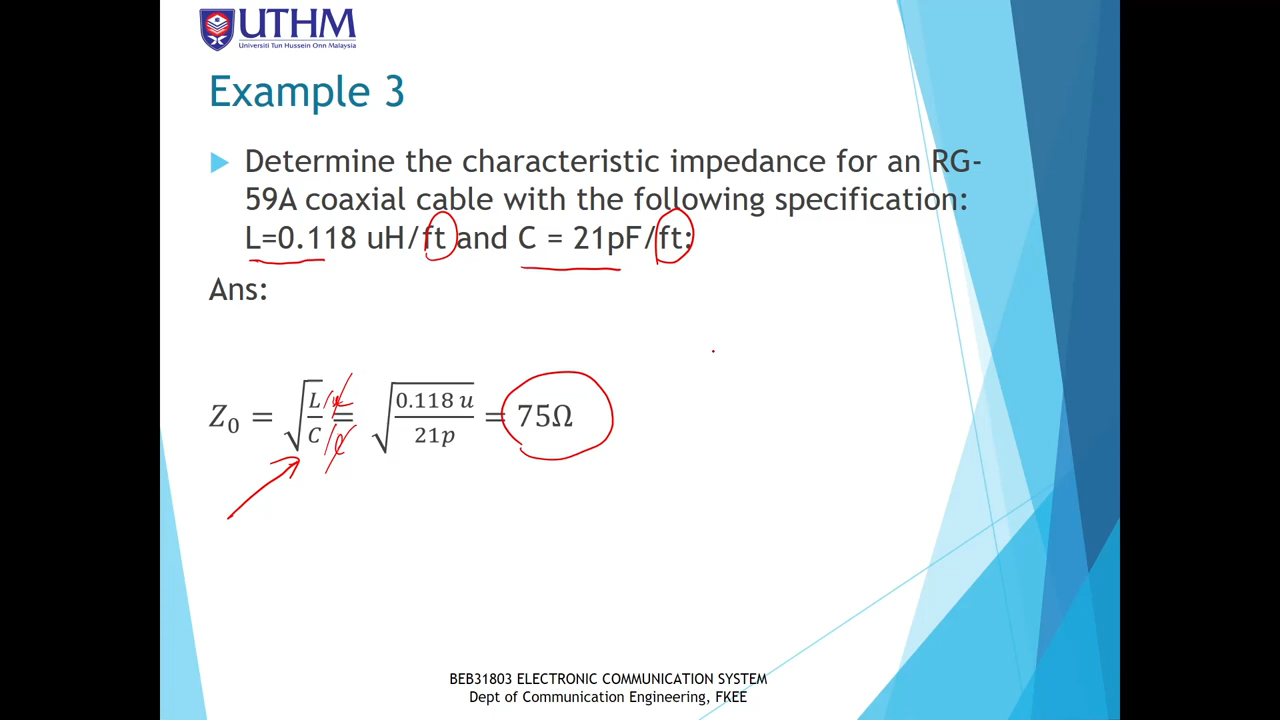 UTHM
Universiti Tun Hussein Onn Malaysia
Example 3
Determine the characteristic impedance for an RG-
59A coaxial cable with the following specification:
L=0.118 uH/ft and C = 21pF/ft:
Ans:
Z₀ = √(L/C) = √(0.118 u/21p) = 75Ω
BEB31803 ELECTRONIC COMMUNICATION SYSTEM
Dept of Communication Engineering, FKEE